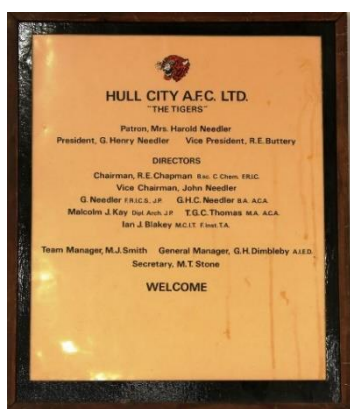 HULL CITY A.F.C. LTD.
"THE TIGERS"
Patron, Mrs. Harold Needler
President, G. Henry Needler Vice President, R.E. Buttery
DIRECTORS
Chairman, R.E. Chapman B.sc. C.Chem. F.R.I.C.
Vice Chairman, John Needler
G. Needler F.R.I.C.S., J.P. G.H.C. Needler B.A. A.C.A.
Malcolm J. Kay Dipl. Arch. J.P. T.G.C. Thomas M.A. A.C.A.
Ian J. Blakey M.C.I.T. F.Inst.T.A.
Team Manager, M.J. Smith General Manager, G.H. Dimbleby A.I.E.D.
Secretary, M.T. Stone
WELCOME